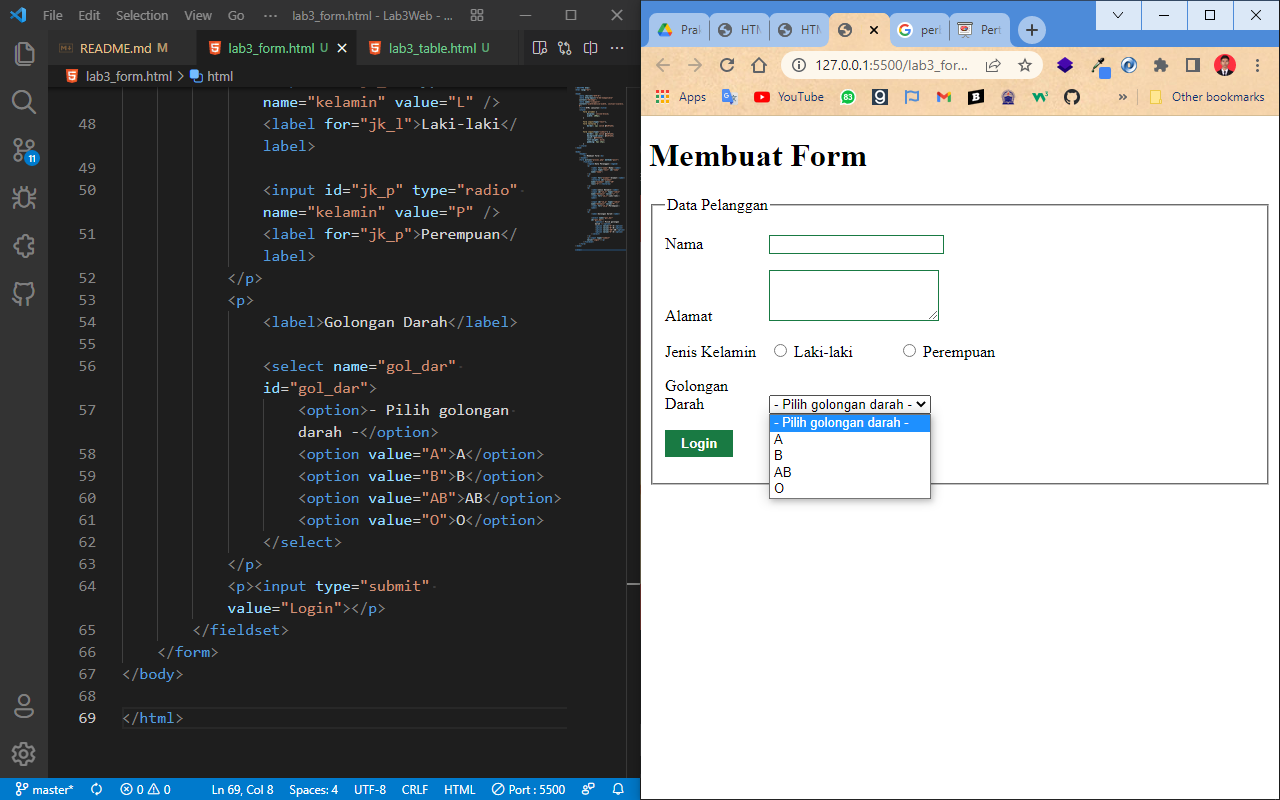 File Edit Selection View Go ··· lab3_form.html - Lab3Web - ...
README.md M lab3_form.html U lab3_table.html U
lab3_form.html > html
name="kelamin" value="L" />
48 <label for="jk_l">Laki-laki</
label>
49
50 <input id="jk_p" type="radio"
name="kelamin" value="P" />
51 <label for="jk_p">Perempuan</
label>
52 </p>
53 <p>
54 <label>Golongan Darah</label>
55
56 <select name="gol_dar"
id="gol_dar">
57 <option>- Pilih golongan
darah -</option>
58 <option value="A">A</option>
59 <option value="B">B</option>
60 <option value="AB">AB</option>
61 <option value="O">O</option>
62 </select>
63 </p>
64 <p><input type="submit"
value="Login"></p>
65 </fieldset>
66 </form>
67 </body>
68
69 </html>
11
master* 0 0 Ln 69, Col 8 Spaces: 4 UTF-8 CRLF HTML Port : 5500
Pra HTM HTM per Pert
127.0.0.1:5500/lab3_fo...
Apps YouTube 83 Other bookmarks
Membuat Form
Data Pelanggan
Nama
Alamat
Jenis Kelamin Laki-laki Perempuan
Golongan
Darah - Pilih golongan darah -
- Pilih golongan darah -
A
B
AB
O
Login